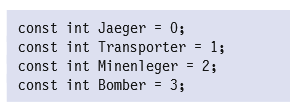 const int Jaeger = 0;
const int Transporter = 1;
const int Minenleger = 2;
const int Bomber = 3;